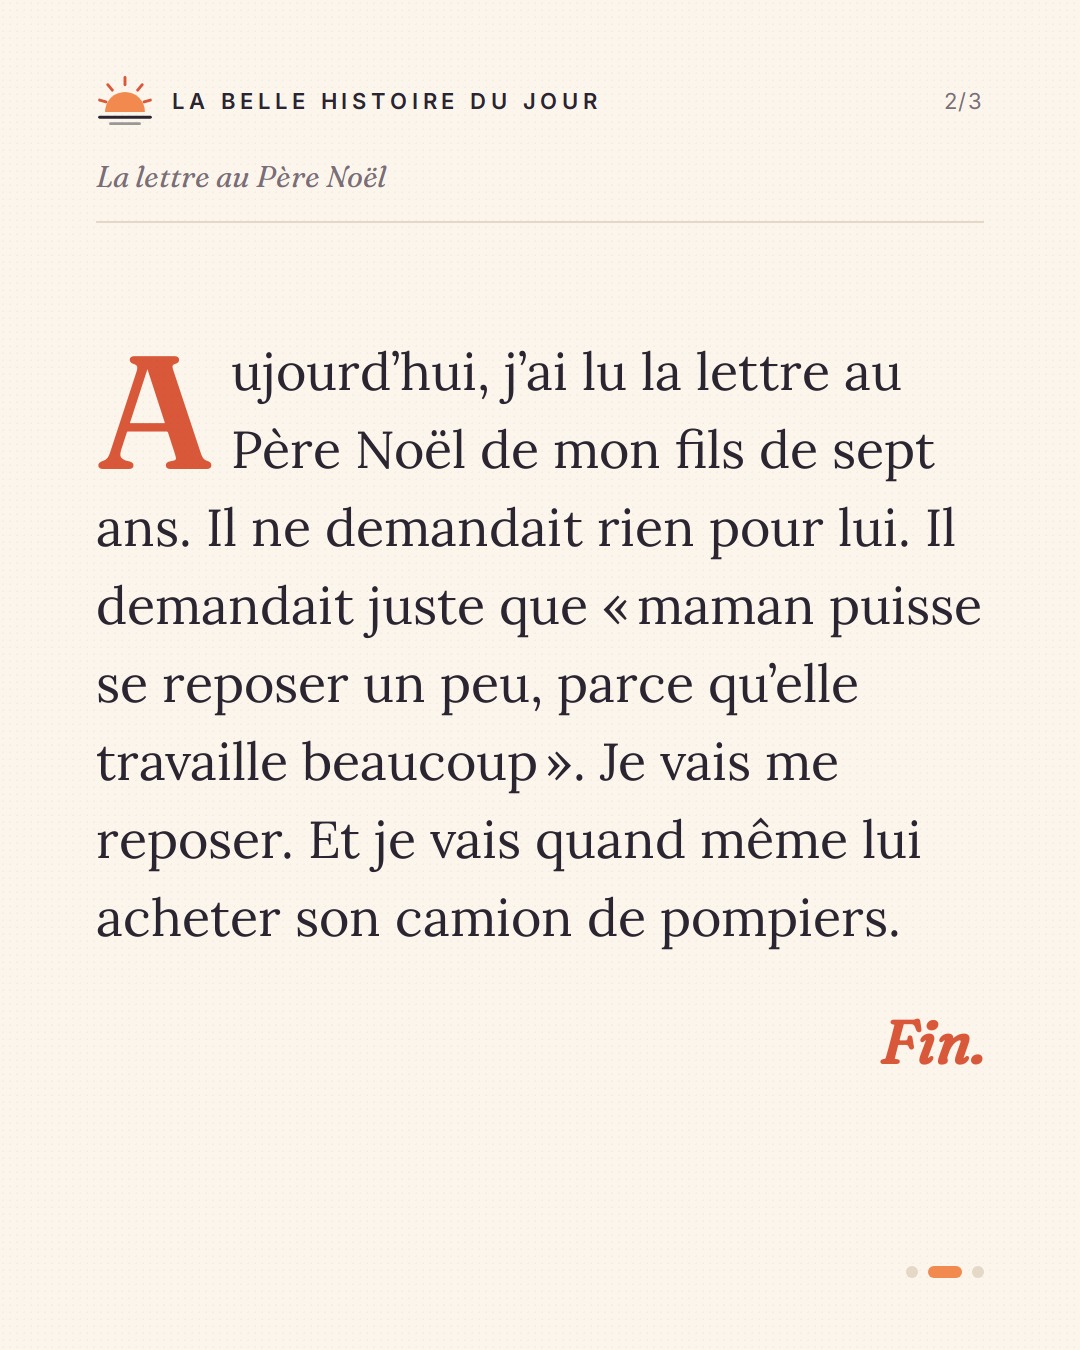 LA BELLE HISTOIRE DU JOUR
2/3
La lettre au Père Noël
Aujourd’hui, j’ai lu la lettre au
Père Noël de mon fils de sept
ans. Il ne demandait rien pour lui. Il
demandait juste que « maman puisse
se reposer un peu, parce qu’elle
travaille beaucoup ». Je vais me
reposer. Et je vais quand même lui
acheter son camion de pompiers.
Fin.